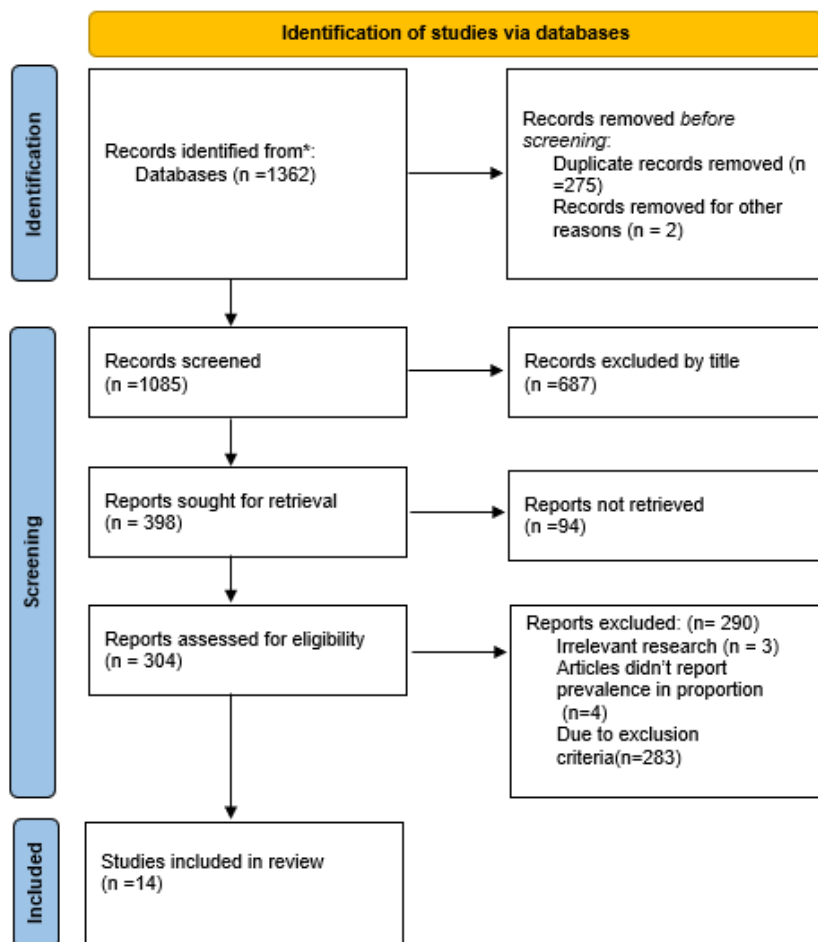 Identification of studies via databases
Identification
Records identified from*:
Databases (n =1362)
Records removed before
screening:
Duplicate records removed (n
=275)
Records removed for other
reasons (n = 2)
Screening
Records screened
(n =1085)
Records excluded by title
(n =687)
Reports sought for retrieval
(n = 398)
Reports not retrieved
(n =94)
Reports assessed for eligibility
(n = 304)
Reports excluded: (n= 290)
Irrelevant research (n = 3)
Articles didn’t report
prevalence in proportion
(n=4)
Due to exclusion
criteria(n=283)
Included
Studies included in review
(n =14)